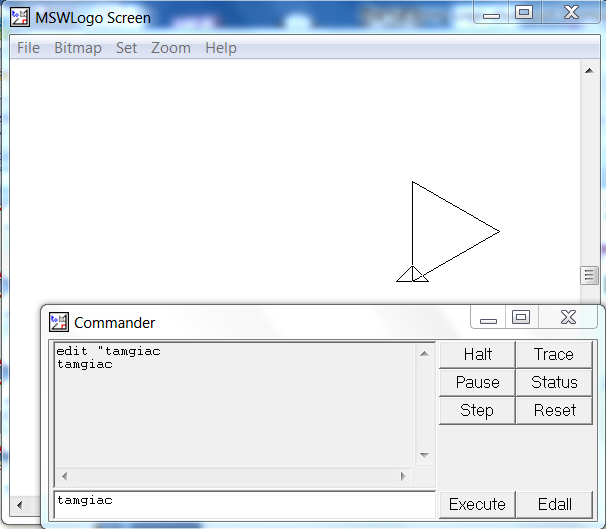 MSWLogo Screen
File Bitmap Set Zoom Help
Commander
edit "tamgiac
tamgiac
Halt Trace
Pause Status
Step Reset
tamgiac
Execute Edall